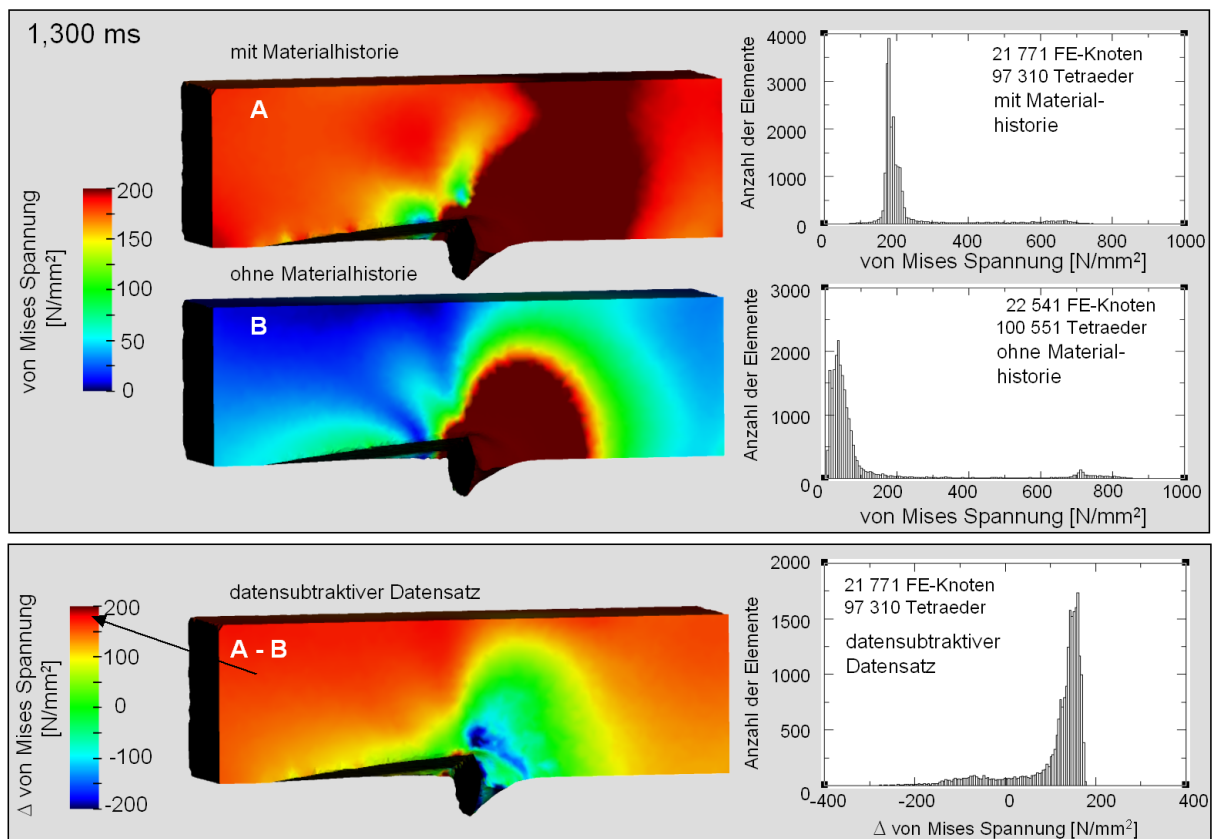 1,300 ms
mit Materialhistorie
A
von Mises Spannung
[N/mm²]
200
150
100
50
0
ohne Materialhistorie
B
Anzahl der Elemente
4000
3000
2000
1000
0
21 771 FE-Knoten
97 310 Tetraeder
mit Material-
historie
0 200 400 600 800 1000
von Mises Spannung [N/mm²]
Anzahl der Elemente
3000
2000
1000
0
22 541 FE-Knoten
100 551 Tetraeder
ohne Material-
historie
0 200 400 600 800 1000
von Mises Spannung [N/mm²]
datensubtraktiver Datensatz
A - B
Δ von Mises Spannung
[N/mm²]
200
100
0
-100
-200
Anzahl der Elemente
2000
1500
1000
500
0
21 771 FE-Knoten
97 310 Tetraeder
datensubtraktiver
Datensatz
-400 -200 0 200 400
Δ von Mises Spannung [N/mm²]